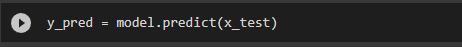 y_pred = model.predict(x_test)